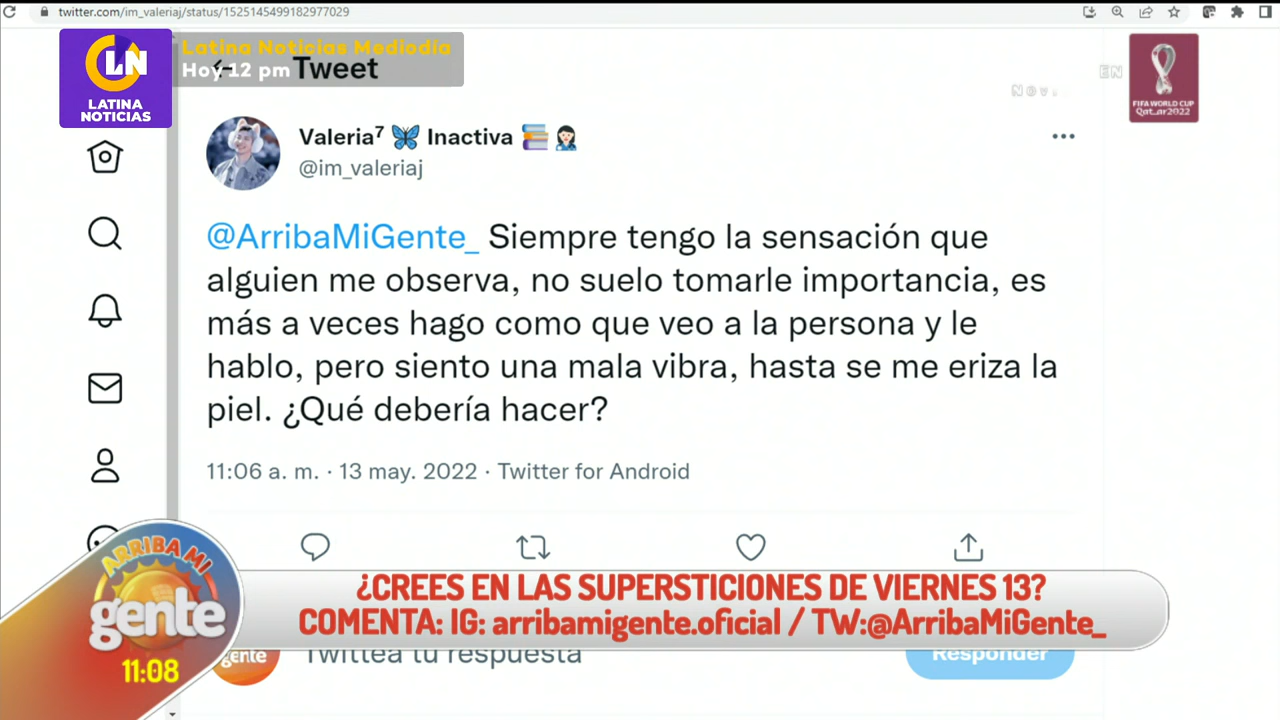 twitter.com/im_valeriaj/status/1525145499182977029
Latina Noticias Mediodía
Hoy 12 pm
LN
LATINA
NOTICIAS
Tweet
EN
FIFA WORLD CUP
Qatar2022
Valeria⁷ 🦋 Inactiva 📚 👩🏻‍⚕️
@im_valeriaj
@ArribaMiGente_ Siempre tengo la sensación que
alguien me observa, no suelo tomarle importancia, es
más a veces hago como que veo a la persona y le
hablo, pero siento una mala vibra, hasta se me eriza la
piel. ¿Qué debería hacer?
11:06 a. m. · 13 may. 2022 · Twitter for Android
ARRIBA MI
gente
11:08
¿CREES EN LAS SUPERSTICIONES DE VIERNES 13?
COMENTA: IG: arribamigente.oficial / TW:@ArribaMiGente_
gente
Twittea tu respuesta
Responder